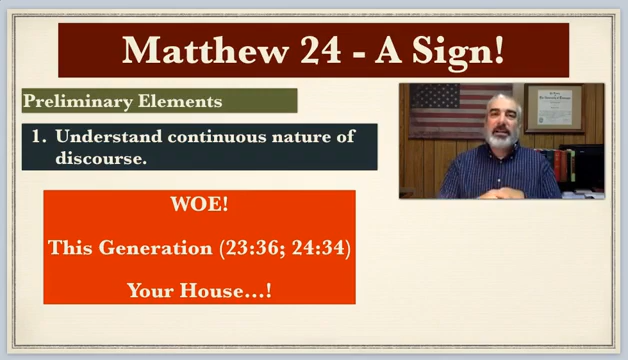 Matthew 24 - A Sign!
Preliminary Elements
1. Understand continuous nature of
discourse.
WOE!
This Generation (23:36; 24:34)
Your House...!